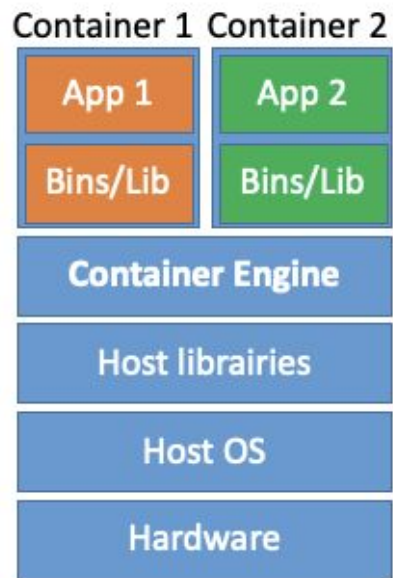 Container 1 Container 2
App 1 App 2
Bins/Lib Bins/Lib
Container Engine
Host librairies
Host OS
Hardware